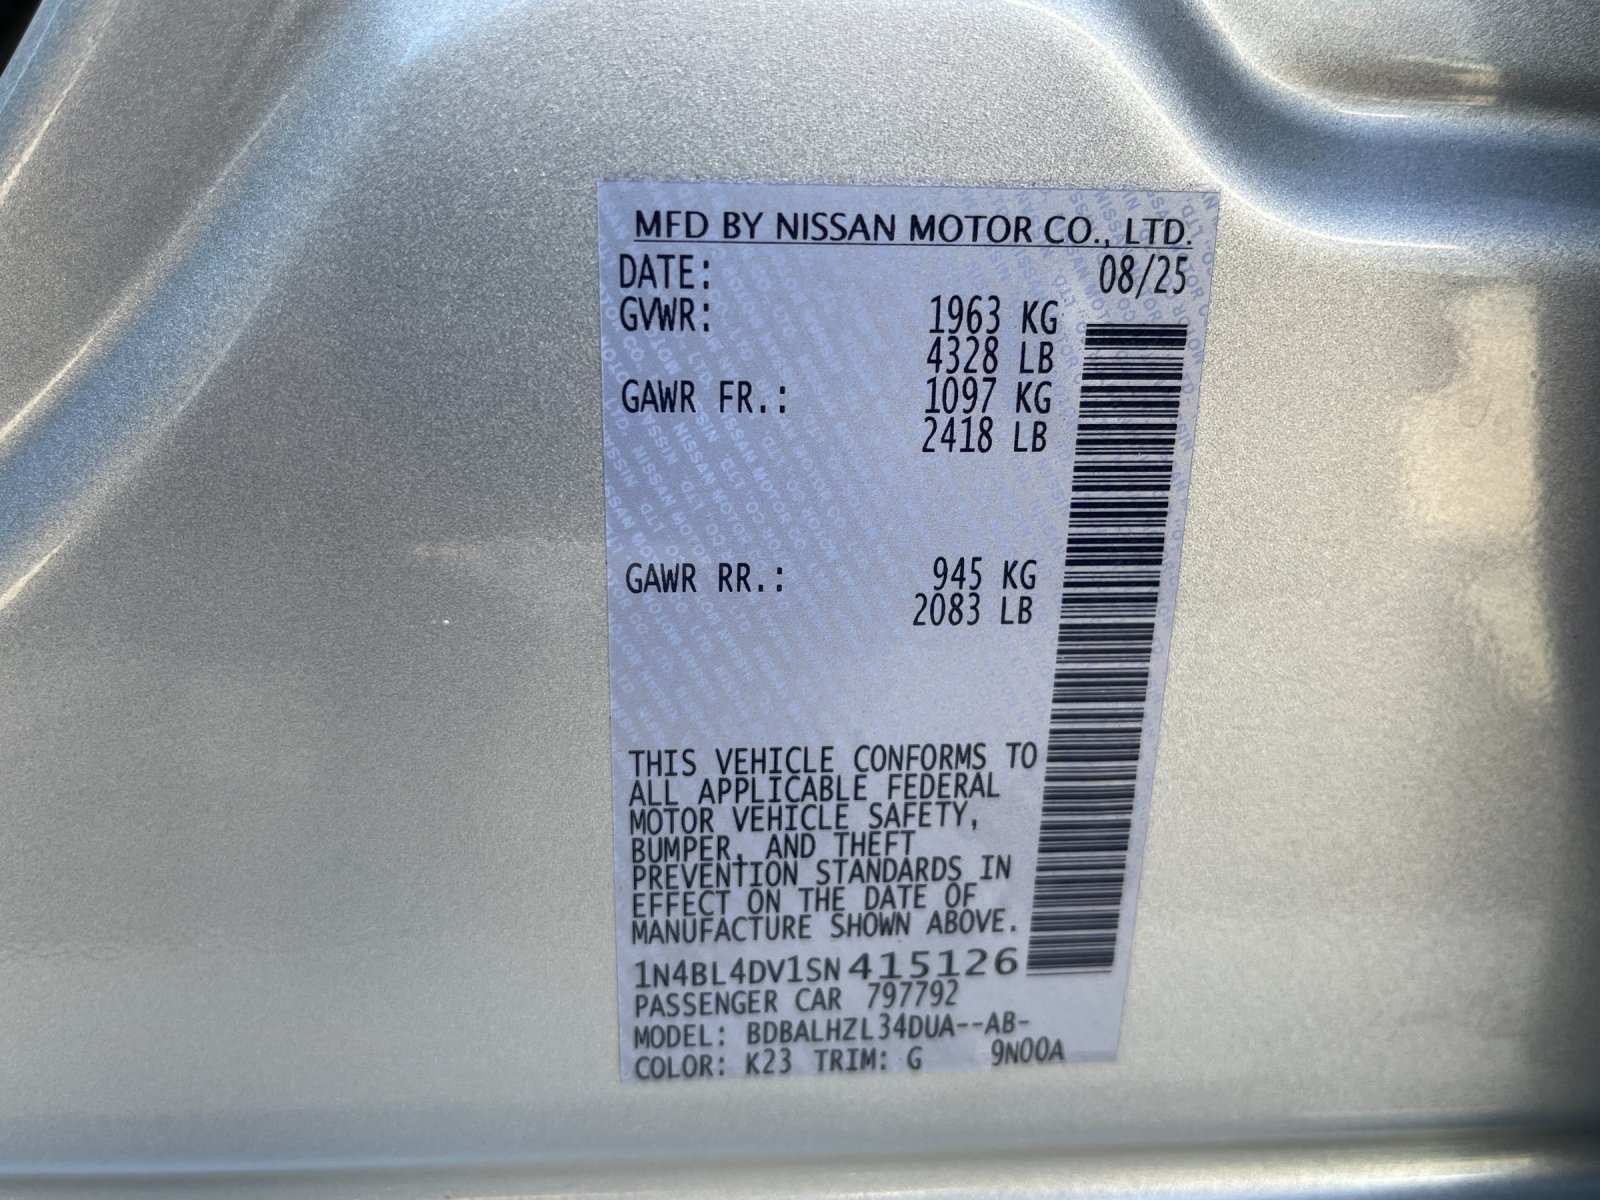 MFD BY NISSAN MOTOR CO., LTD.
DATE: 08/25
GVWR: 1963 KG
4328 LB
GAWR FR.: 1097 KG
2418 LB
GAWR RR.: 945 KG
2083 LB
THIS VEHICLE CONFORMS TO
ALL APPLICABLE FEDERAL
MOTOR VEHICLE SAFETY,
BUMPER, AND THEFT
PREVENTION STANDARDS IN
EFFECT ON THE DATE OF
MANUFACTURE SHOWN ABOVE.
1N4BL4DV1SN415126
PASSENGER CAR 797792
MODEL: BDBALHZL34DUA--AB-
COLOR: K23 TRIM: G 9N00A